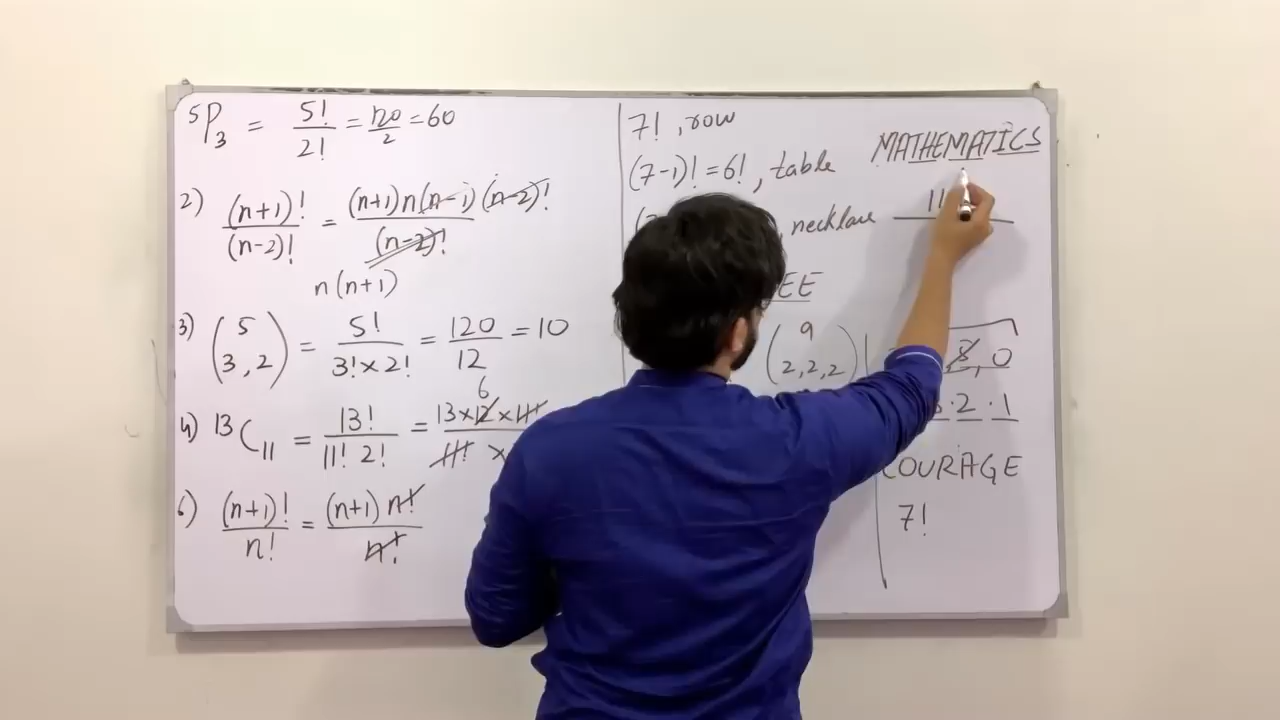 5P3 = 5!/2! = 120/2 = 60
2) (n+1)!/(n-2)! = (n+1)n(n-1)(n-2)!/(n-2)!
n(n+1)
3) (5 3,2) = 5!/3!×2! = 120/12 = 10
4) 13C11 = 13!/11! 2! = 13×12×11!/11! ×
6
6) (n+1)!/n! = (n+1) n!/n!
7! , row
(7-1)! = 6! , table
, necklace
EE
(9 2,2,2)
MATHEMATICS
11
8, 0
·2·1
COURAGE
7!